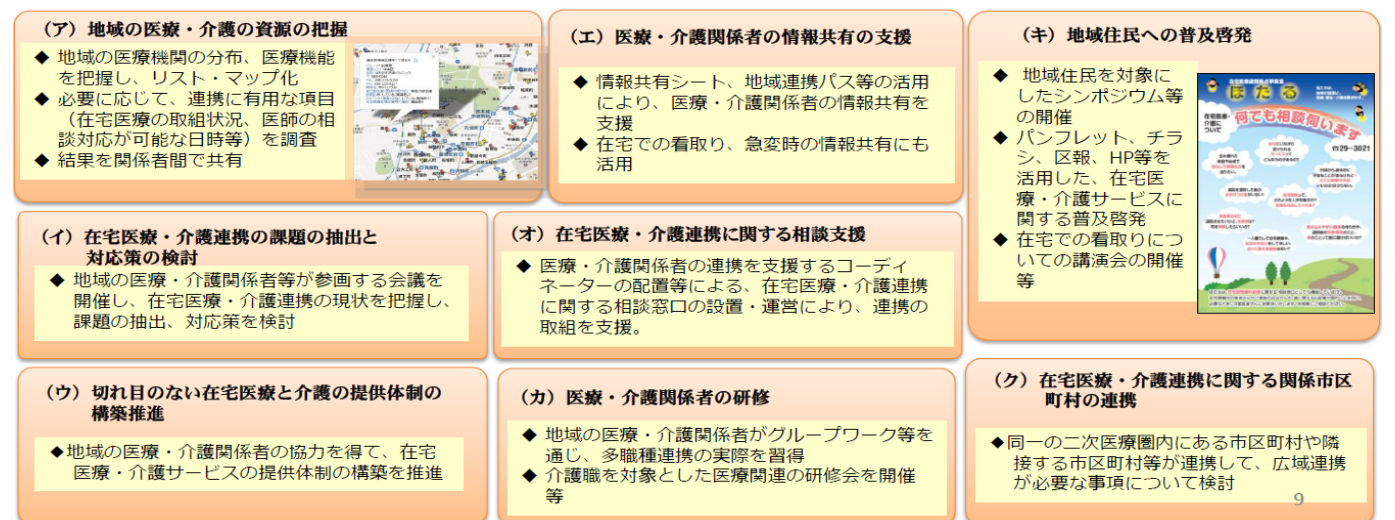 （ア）地域の医療・介護の資源の把握
◆ 地域の医療機関の分布、医療機能
を把握し、リスト・マップ化
◆ 必要に応じて、連携に有用な項目
（在宅医療の取組状況、医師の相
談対応が可能な日時等）を調査
◆ 結果を関係者間で共有
（イ）在宅医療・介護連携の課題の抽出と
対応策の検討
◆ 地域の医療・介護関係者等が参画する会議を
開催し、在宅医療・介護連携の現状を把握し、
課題の抽出、対応策を検討
（ウ）切れ目のない在宅医療と介護の提供体制の
構築推進
◆地域の医療・介護関係者の協力を得て、在宅
医療・介護サービスの提供体制の構築を推進
（エ）医療・介護関係者の情報共有の支援
◆ 情報共有シート、地域連携パス等の活用
により、医療・介護関係者の情報共有を
支援
◆ 在宅での看取り、急変時の情報共有にも
活用
（オ）在宅医療・介護連携に関する相談支援
◆ 医療・介護関係者の連携を支援するコーディ
ネーターの配置等による、在宅医療・介護連携
に関する相談窓口の設置・運営により、連携の
取組を支援。
（カ）医療・介護関係者の研修
◆ 地域の医療・介護関係者がグループワーク等を
通じ、多職種連携の実際を習得
◆ 介護職を対象とした医療関連の研修会を開催
等
（キ）地域住民への普及啓発
◆ 地域住民を対象に
したシンポジウム等
の開催
◆ パンフレット、チラ
シ、区報、HP等を
活用した、在宅医
療・介護サービスに
関する普及啓発
◆ 在宅での看取りにつ
いての講演会の開催
等
ほたる
在宅医療・
介護に
ついて
何でも相談伺います
☎29-3021
（ク）在宅医療・介護連携に関する関係市区
町村の連携
◆同一の二次医療圏内にある市区町村や隣
接する市区町村等が連携して、広域連携
が必要な事項について検討
9